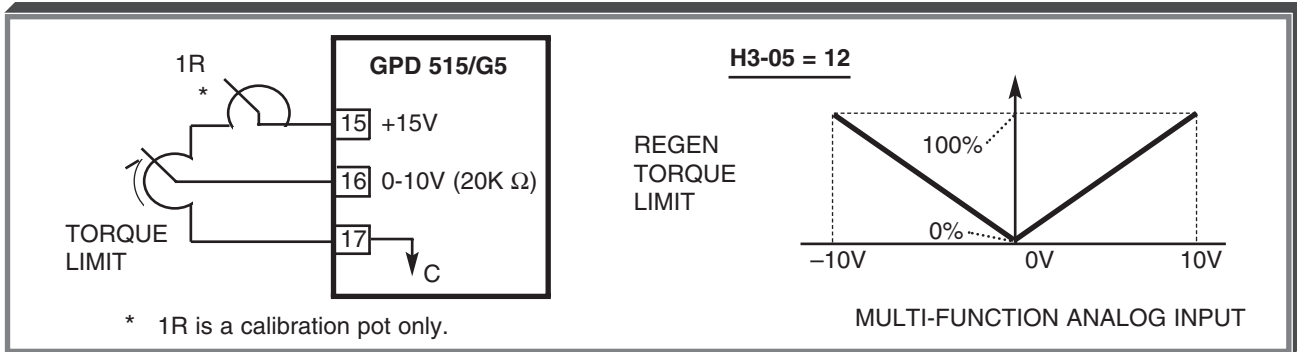 1R
*
GPD 515/G5
15 +15V
16 0-10V (20K Ω)
17
C
TORQUE
LIMIT
* 1R is a calibration pot only.
H3-05 = 12
REGEN
TORQUE
LIMIT
100%
0%
–10V 0V 10V
MULTI-FUNCTION ANALOG INPUT